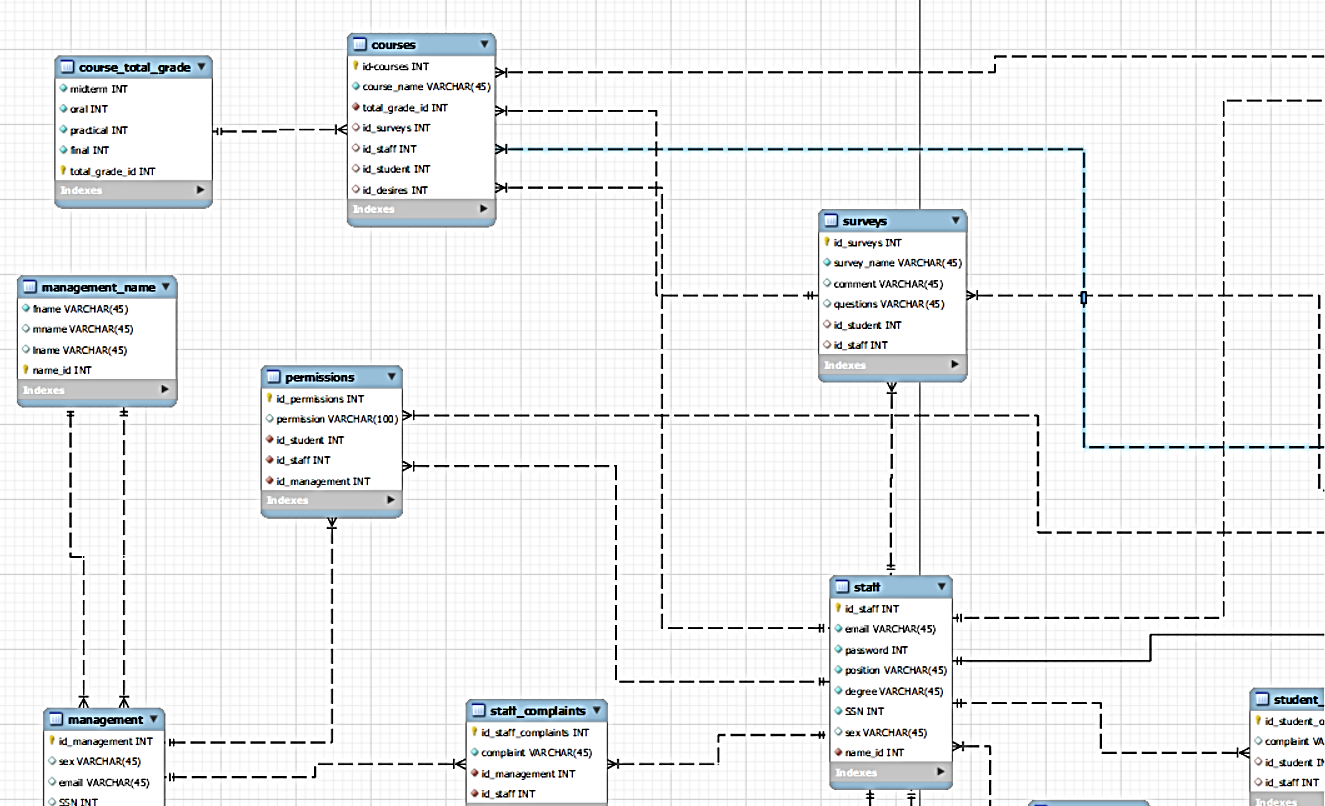 course_total_grade
midterm INT
oral INT
practical INT
final INT
total_grade_id INT
Indexes
courses
id-courses INT
course_name VARCHAR(45)
total_grade_id INT
id_surveys INT
id_staff INT
id_student INT
id_desires INT
Indexes
surveys
id_surveys INT
survey_name VARCHAR(45)
comment VARCHAR(45)
questions VARCHAR(45)
id_student INT
id_staff INT
Indexes
management_name
fname VARCHAR(45)
mname VARCHAR(45)
lname VARCHAR(45)
name_id INT
Indexes
permissions
id_permissions INT
permission VARCHAR(100)
id_student INT
id_staff INT
id_management INT
Indexes
staff
id_staff INT
email VARCHAR(45)
password INT
position VARCHAR(45)
degree VARCHAR(45)
SSN INT
sex VARCHAR(45)
name_id INT
Indexes
management
id_management INT
sex VARCHAR(45)
email VARCHAR(45)
SSN INT
staff_complaints
id_staff_complaints INT
complaint VARCHAR(45)
id_management INT
id_staff INT
student_
id_student_
complaint
id_student
id_staff INT
Indexes